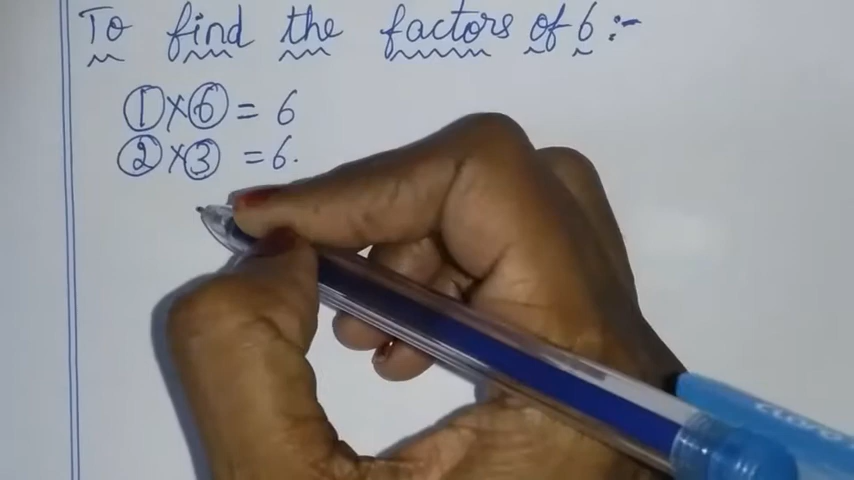 To find the factors of 6 :-
1 × 6 = 6
2 × 3 = 6.